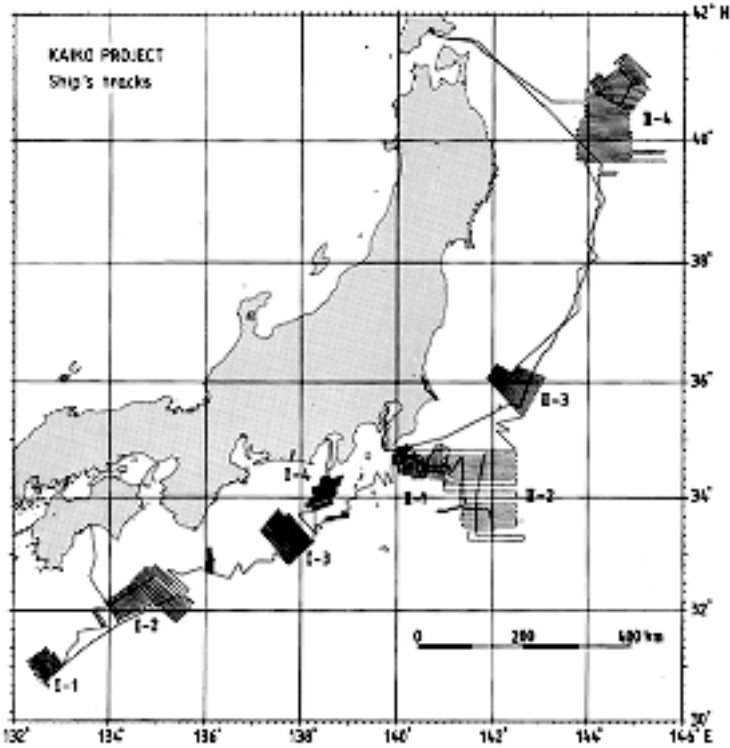 42° N
KAIKO PROJECT
Ship's tracks
II-4
40°
38°
36°
II-3
I-4
II-1
II-2
34°
I-3
32°
I-2
0 200 400 km
I-1
30°
132° 134° 136° 138° 140° 142° 144° 146° E